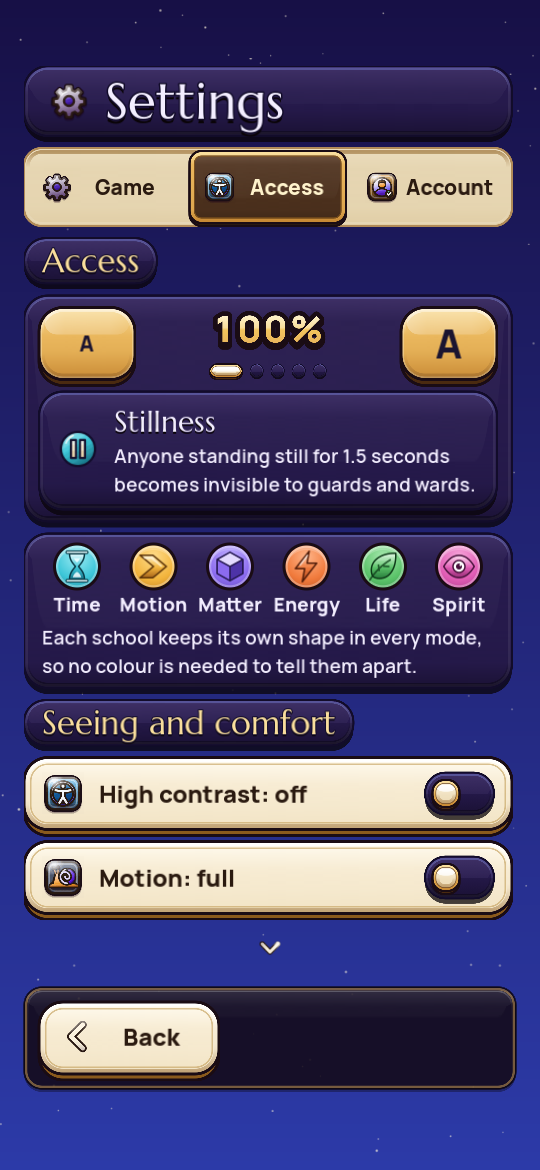 Settings
Game
Access
Account
Access
A
100%
A
Stillness
Anyone standing still for 1.5 seconds
becomes invisible to guards and wards.
Time
Motion
Matter
Energy
Life
Spirit
Each school keeps its own shape in every mode,
so no colour is needed to tell them apart.
Seeing and comfort
High contrast: off
Motion: full
Back